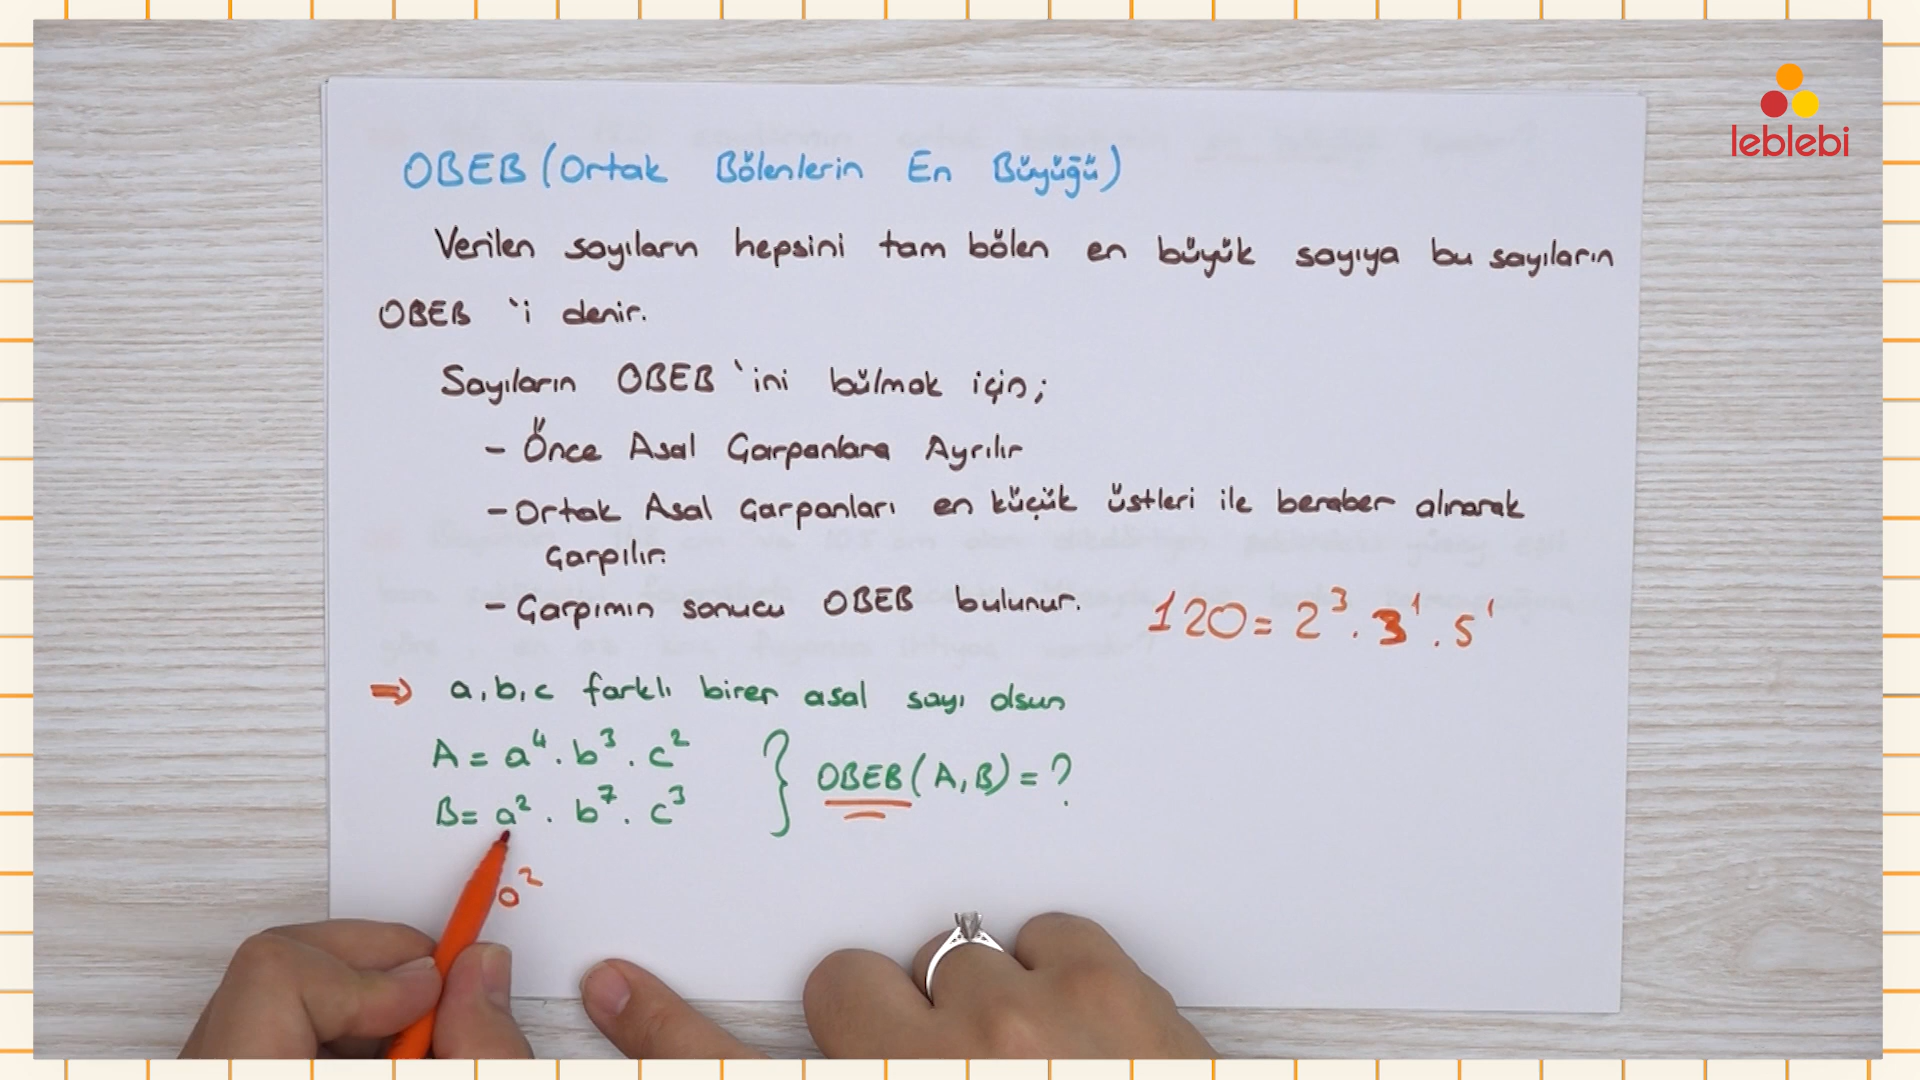 leblebi
OBEB (Ortak Bölenlerin En Büyüğü)
Verilen sayıların hepsini tam bölen en büyük sayıya bu sayıların
OBEB 'i denir.
Sayıların OBEB 'ini bülmak için;
- Önce Asal Çarpanlara Ayrılır
- Ortak Asal Çarpanları en küçük üstleri ile beraber alınarak
Çarpılır.
- Çarpımın sonucu OBEB bulunur.
120 = 2³ . 3¹ . 5¹
⇒ a, b, c farklı birer asal sayı olsun
A = a⁴ . b³ . c²
B = a² . b⁷ . c³
} OBEB (A, B) = ?
a²